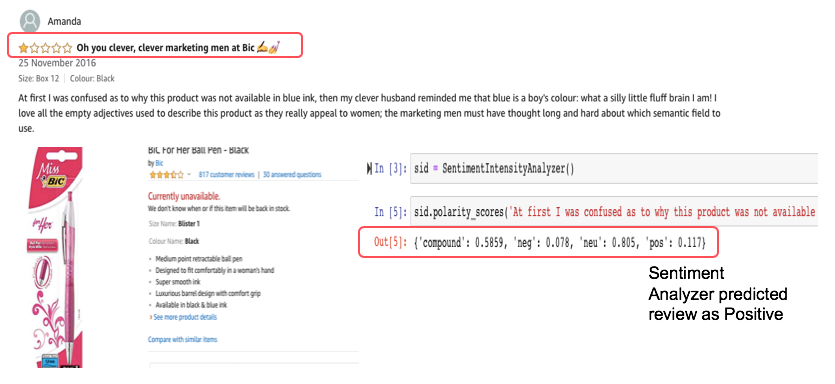 Amanda
Oh you clever, clever marketing men at Bic ✍💅
25 November 2016
Size: Box 12 | Colour: Black
At first I was confused as to why this product was not available in blue ink, then my clever husband reminded me that blue is a boy's colour: what a silly little fluff brain I am! I
love all the empty adjectives used to describe this product as they really appeal to women; the marketing men must have thought long and hard about which semantic field to
use.
Miss
BIC
for Her
BIC For Her Ball Pen - Black
by Bic
817 customer reviews | 30 answered questions
Currently unavailable.
We don't know when or if this item will be back in stock.
Size Name: Blister 1
Colour Name: Black
• Medium point retractable ball pen
• Designed to fit comfortably in a woman's hand
• Super smooth ink
• Luxurious barrel design with comfort grip
• Available in black & blue ink
› See more product details
Compare with similar items
In [3]: sid = SentimentIntensityAnalyzer()
In [5]: sid.polarity_scores('At first I was confused as to why this product was not available
Out[5]: {'compound': 0.5859, 'neg': 0.078, 'neu': 0.805, 'pos': 0.117}
Sentiment
Analyzer predicted
review as Positive